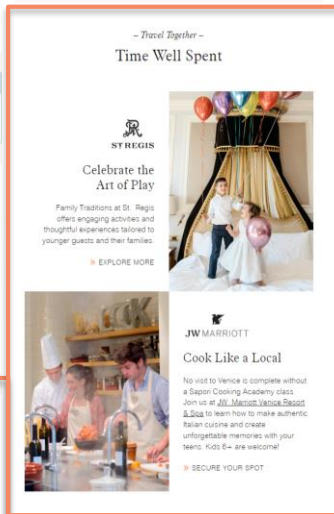 – Travel Together –
Time Well Spent
ST REGIS
Celebrate the
Art of Play
Family Traditions at St. Regis
offers engaging activities and
thoughtful experiences tailored to
younger guests and their families.
» EXPLORE MORE
JW MARRIOTT
Cook Like a Local
No visit to Venice is complete without
a Sapori Cooking Academy class.
Join us at JW Marriott Venice Resort
& Spa to learn how to make authentic
Italian cuisine and create
unforgettable memories with your
teens. Kids 6+ are welcome!
» SECURE YOUR SPOT